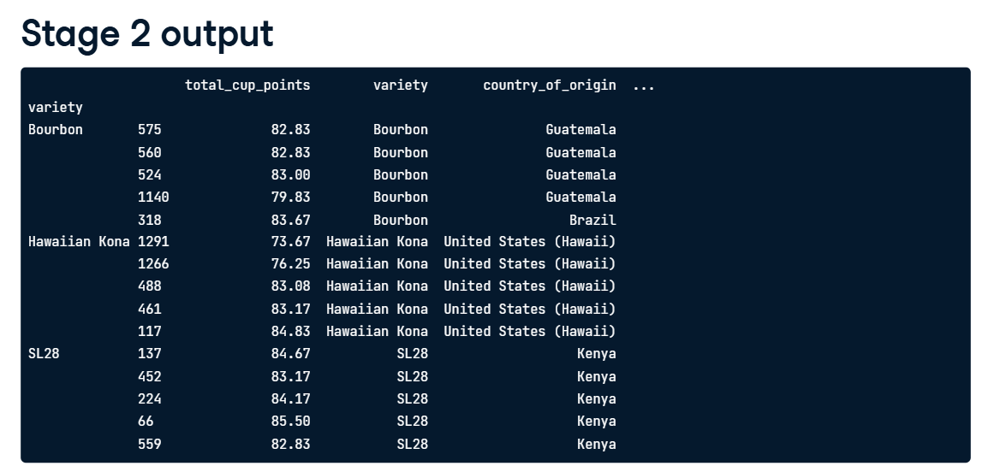 Stage 2 output
total_cup_points variety country_of_origin ...
variety
Bourbon 575 82.83 Bourbon Guatemala
560 82.83 Bourbon Guatemala
524 83.00 Bourbon Guatemala
1140 79.83 Bourbon Guatemala
318 83.67 Bourbon Brazil
Hawaiian Kona 1291 73.67 Hawaiian Kona United States (Hawaii)
1266 76.25 Hawaiian Kona United States (Hawaii)
488 83.08 Hawaiian Kona United States (Hawaii)
461 83.17 Hawaiian Kona United States (Hawaii)
117 84.83 Hawaiian Kona United States (Hawaii)
SL28 137 84.67 SL28 Kenya
452 83.17 SL28 Kenya
224 84.17 SL28 Kenya
66 85.50 SL28 Kenya
559 82.83 SL28 Kenya